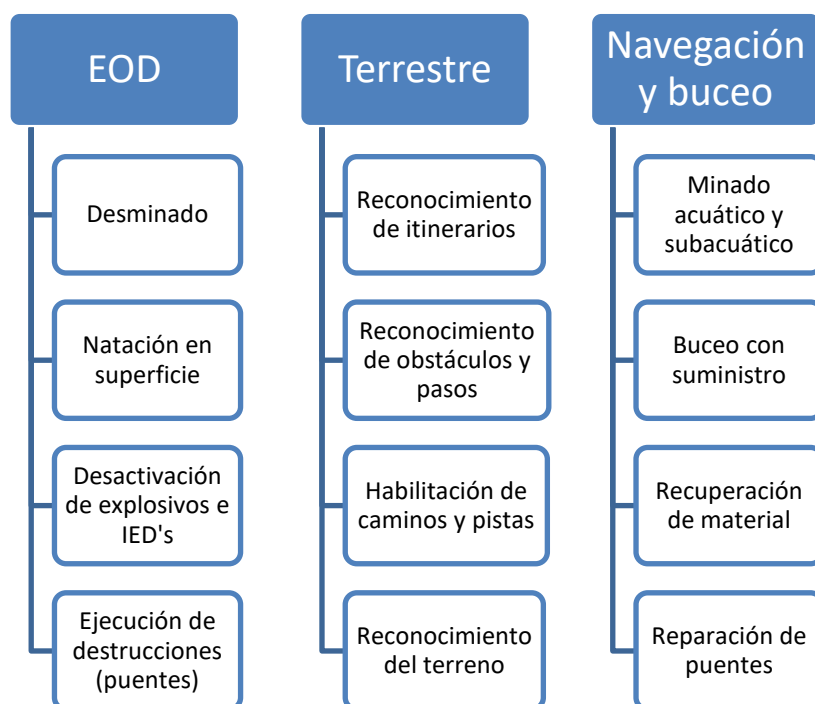 EOD
Desminado
Natación en
superficie
Desactivación
de explosivos e
IED's
Ejecución de
destrucciones
(puentes)
Terrestre
Reconocimiento
de itinerarios
Reconocimiento
de obstáculos y
pasos
Habilitación de
caminos y pistas
Reconocimiento
del terreno
Navegación
y buceo
Minado
acuático y
subacuático
Buceo con
suministro
Recuperación
de material
Reparación de
puentes